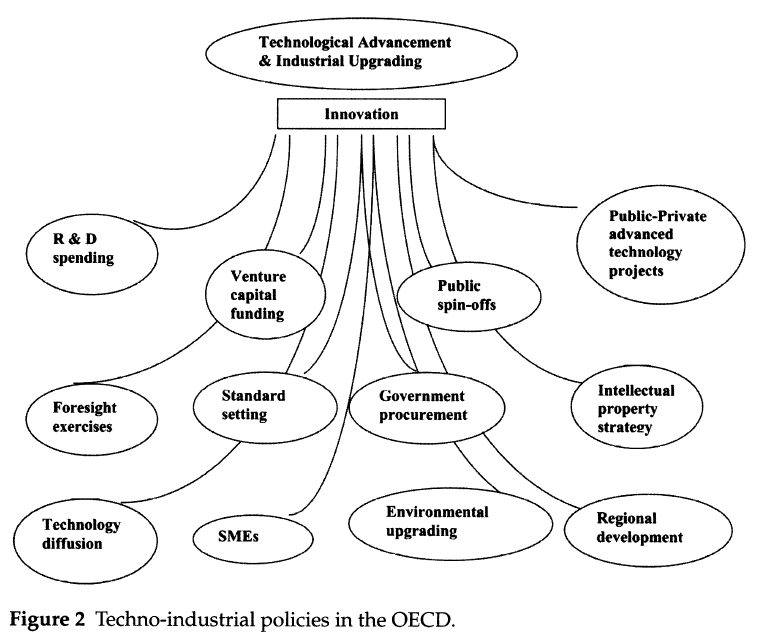 Technological Advancement
& Industrial Upgrading
Innovation
R & D
spending
Venture
capital
funding
Public
spin-offs
Public-Private
advanced
technology
projects
Foresight
exercises
Standard
setting
Government
procurement
Intellectual
property
strategy
Technology
diffusion
SMEs
Environmental
upgrading
Regional
development
Figure 2 Techno-industrial policies in the OECD.